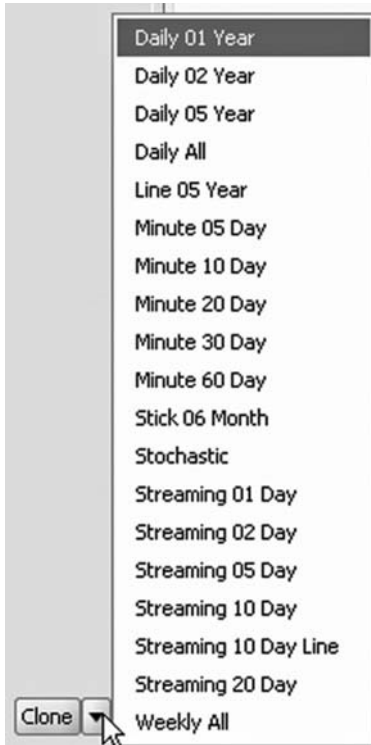 Daily 01 Year
Daily 02 Year
Daily 05 Year
Daily All
Line 05 Year
Minute 05 Day
Minute 10 Day
Minute 20 Day
Minute 30 Day
Minute 60 Day
Stick 06 Month
Stochastic
Streaming 01 Day
Streaming 02 Day
Streaming 05 Day
Streaming 10 Day
Streaming 10 Day Line
Streaming 20 Day
Clone
Weekly All